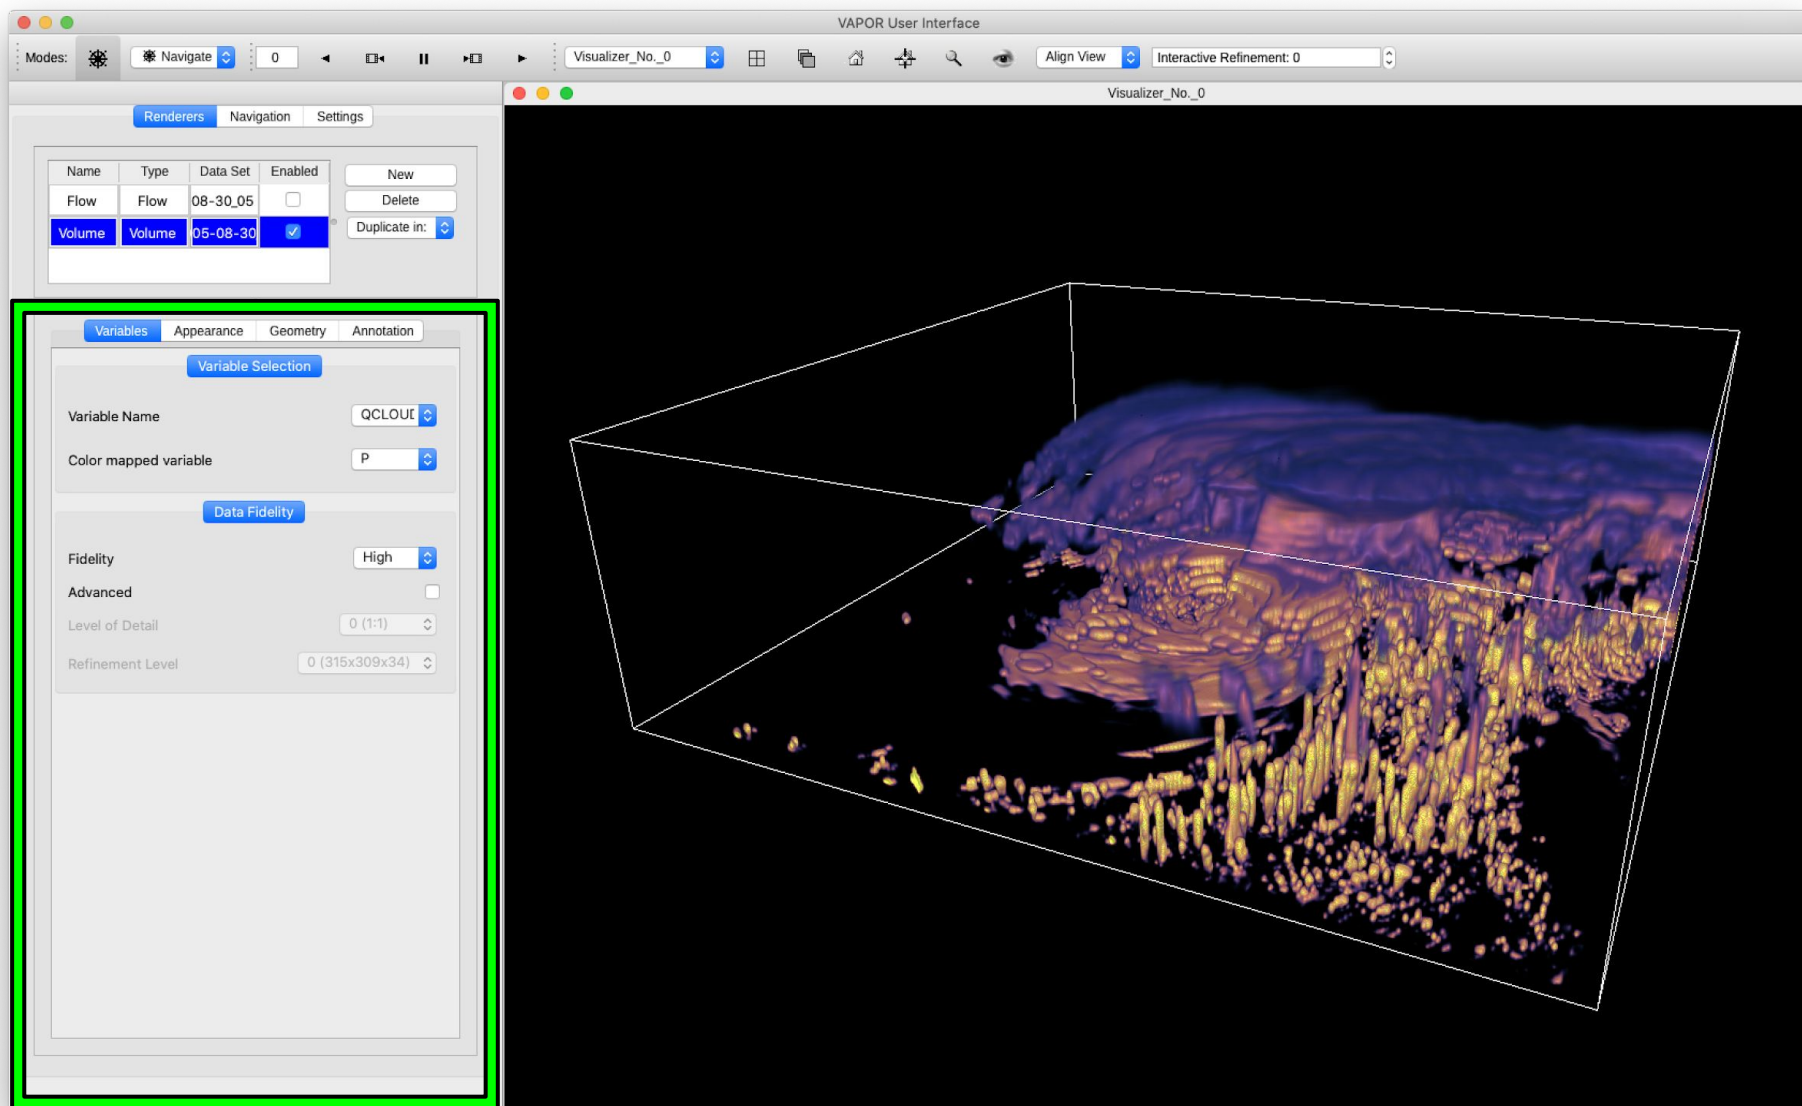 VAPOR User Interface
Modes: Navigate 0 Visualizer_No._0 Align View Interactive Refinement: 0
Visualizer_No._0
Renderers Navigation Settings
Name Type Data Set Enabled
Flow Flow 08-30_05
Volume Volume 05-08-30
New
Delete
Duplicate in:
Variables Appearance Geometry Annotation
Variable Selection
Variable Name QCLOUD
Color mapped variable P
Data Fidelity
Fidelity High
Advanced
Level of Detail 0 (1:1)
Refinement Level 0 (315x309x34)